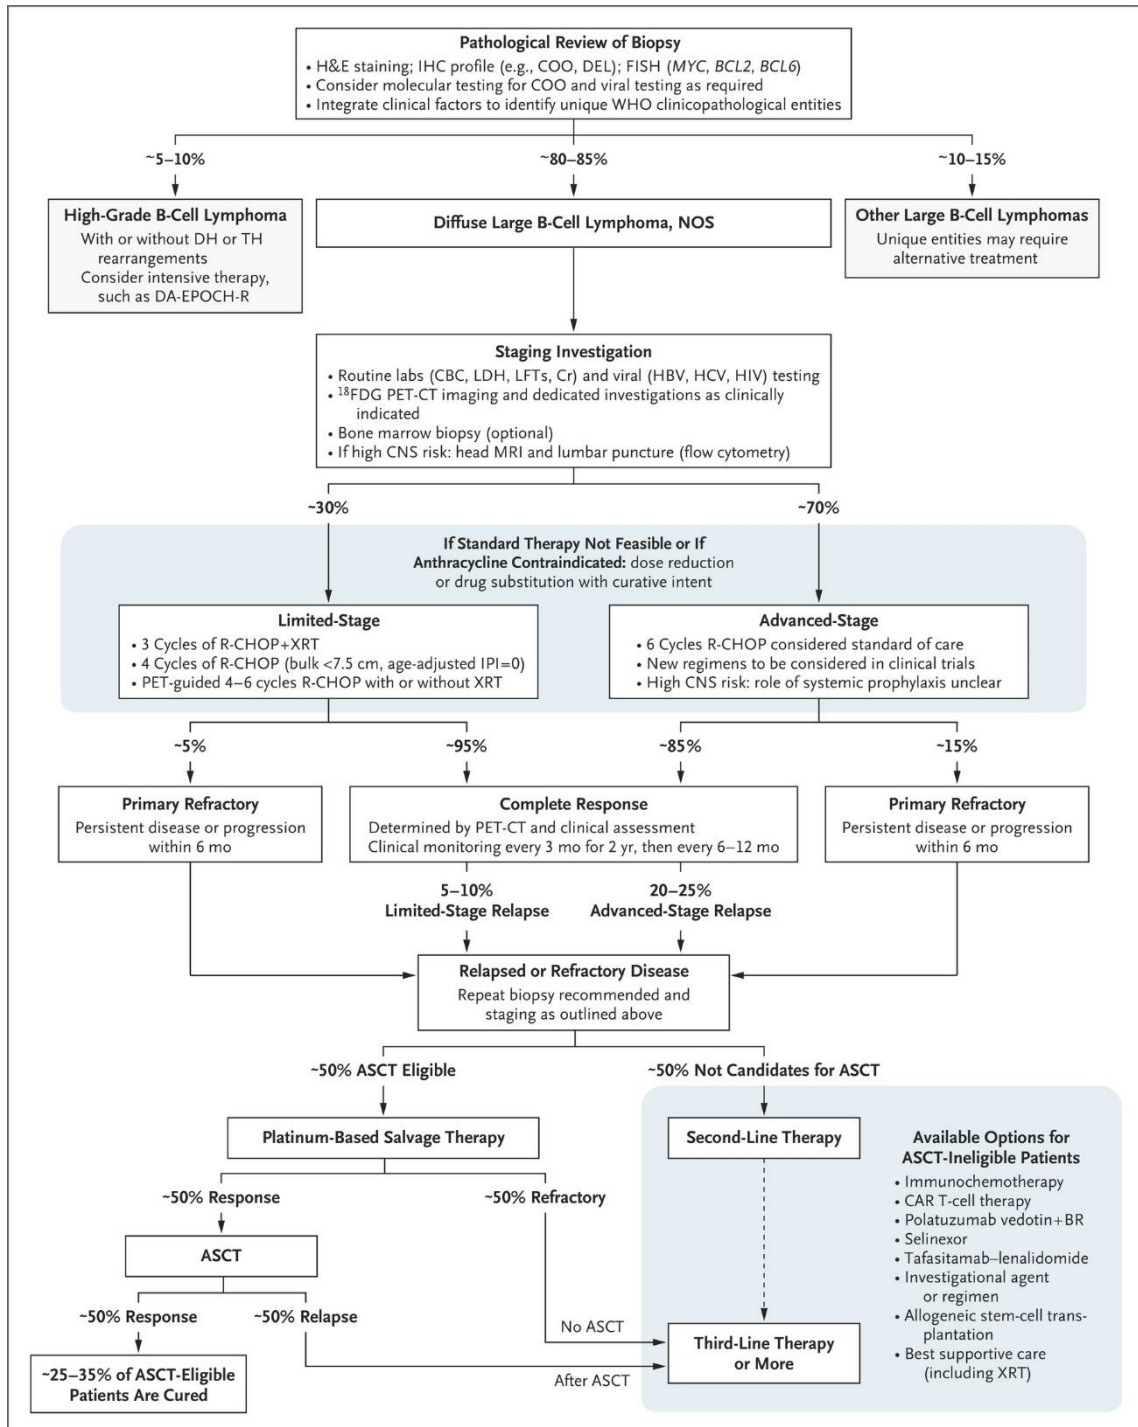 Pathological Review of Biopsy
• H&E staining; IHC profile (e.g., COO, DEL); FISH (MYC, BCL2, BCL6)
• Consider molecular testing for COO and viral testing as required
• Integrate clinical factors to identify unique WHO clinicopathological entities
~5–10%
~80–85%
~10–15%
High-Grade B-Cell Lymphoma
With or without DH or TH
rearrangements
Consider intensive therapy,
such as DA-EPOCH-R
Diffuse Large B-Cell Lymphoma, NOS
Other Large B-Cell Lymphomas
Unique entities may require
alternative treatment
Staging Investigation
• Routine labs (CBC, LDH, LFTs, Cr) and viral (HBV, HCV, HIV) testing
• ¹⁸FDG PET-CT imaging and dedicated investigations as clinically
indicated
• Bone marrow biopsy (optional)
• If high CNS risk: head MRI and lumbar puncture (flow cytometry)
~30%
~70%
If Standard Therapy Not Feasible or If
Anthracycline Contraindicated: dose reduction
or drug substitution with curative intent
Limited-Stage
• 3 Cycles of R-CHOP+XRT
• 4 Cycles of R-CHOP (bulk <7.5 cm, age-adjusted IPI=0)
• PET-guided 4–6 cycles R-CHOP with or without XRT
Advanced-Stage
• 6 Cycles R-CHOP considered standard of care
• New regimens to be considered in clinical trials
• High CNS risk: role of systemic prophylaxis unclear
~5%
~95%
~85%
~15%
Primary Refractory
Persistent disease or progression
within 6 mo
Complete Response
Determined by PET-CT and clinical assessment
Clinical monitoring every 3 mo for 2 yr, then every 6–12 mo
Primary Refractory
Persistent disease or progression
within 6 mo
5–10%
Limited-Stage Relapse
20–25%
Advanced-Stage Relapse
Relapsed or Refractory Disease
Repeat biopsy recommended and
staging as outlined above
~50% ASCT Eligible
~50% Not Candidates for ASCT
Platinum-Based Salvage Therapy
Second-Line Therapy
Available Options for
ASCT-Ineligible Patients
• Immunochemotherapy
• CAR T-cell therapy
• Polatuzumab vedotin+BR
• Selinexor
• Tafasitamab–lenalidomide
• Investigational agent
or regimen
• Allogeneic stem-cell trans-
plantation
• Best supportive care
(including XRT)
~50% Response
~50% Refractory
ASCT
~50% Response
~50% Relapse
No ASCT
After ASCT
Third-Line Therapy
or More
~25–35% of ASCT-Eligible
Patients Are Cured